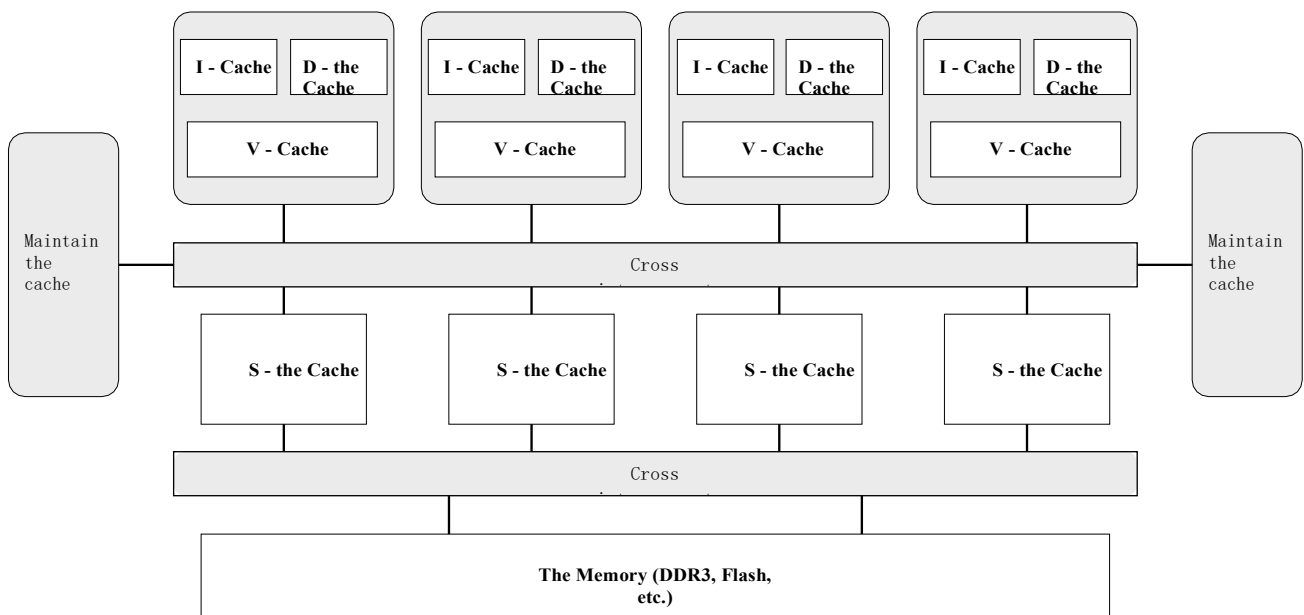 I - Cache
D - the
Cache
I - Cache
D - the
Cache
I - Cache
D - the
Cache
I - Cache
D - the
Cache
V - Cache
V - Cache
V - Cache
V - Cache
Maintain
the
cache
Cross
Maintain
the
cache
S - the Cache
S - the Cache
S - the Cache
S - the Cache
Cross
The Memory (DDR3, Flash,
etc.)